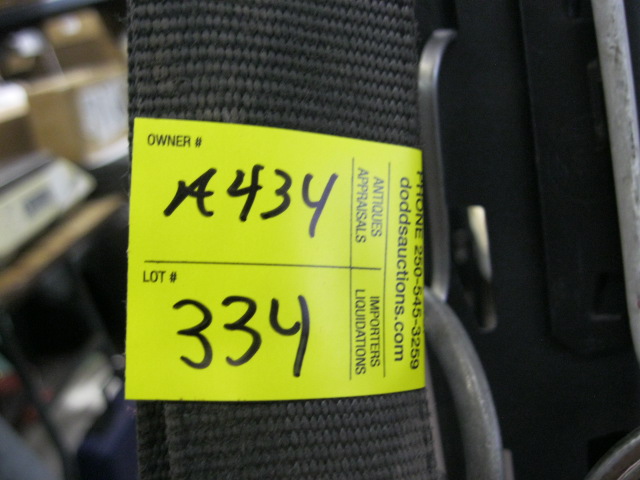 OWNER #
A434
LOT #
334
ANTIQUES
APPRAISALS
IMPORTERS
LIQUIDATIONS
PHONE 250-545-3259
doddsauctions.com